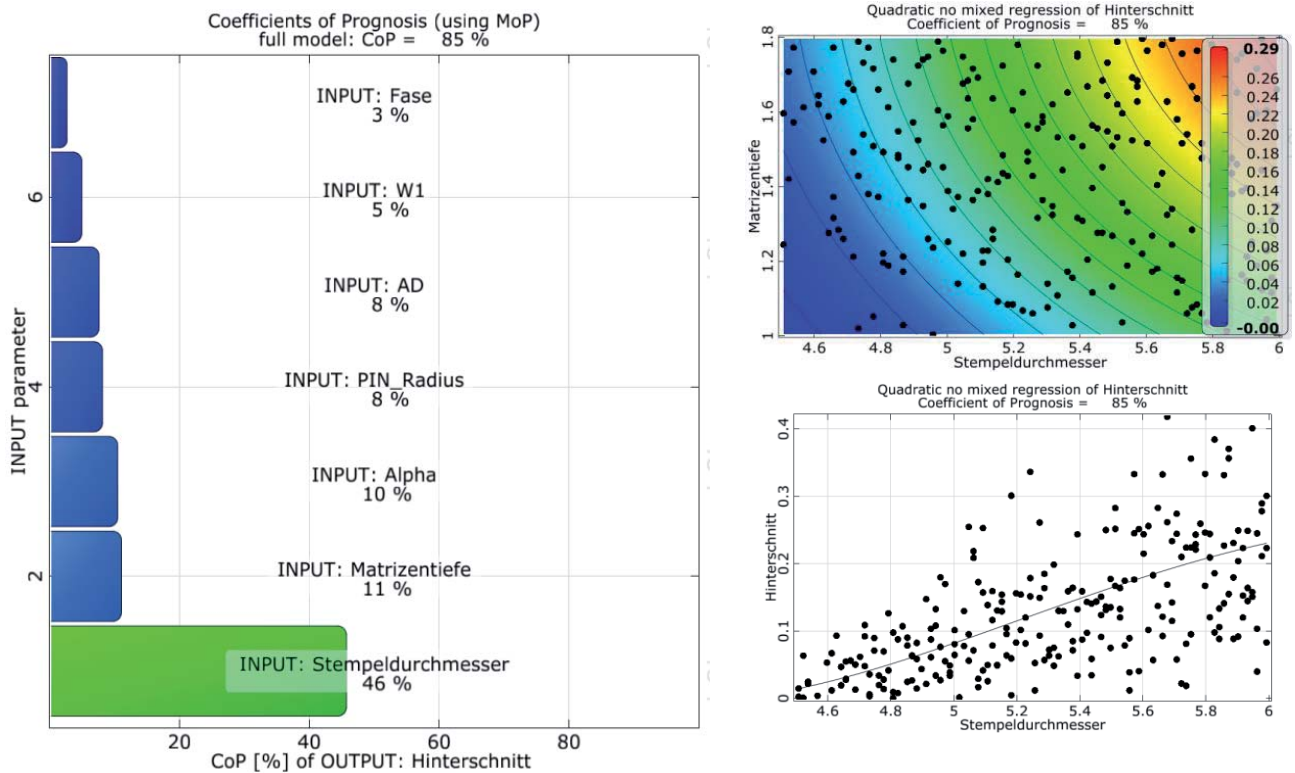 Coefficients of Prognosis (using MoP)
full model: CoP = 85 %
INPUT parameter
6
4
2
INPUT: Fase
3 %
INPUT: W1
5 %
INPUT: AD
8 %
INPUT: PIN_Radius
8 %
INPUT: Alpha
10 %
INPUT: Matrizentiefe
11 %
INPUT: Stempeldurchmesser
46 %
20 40 60 80
CoP [%] of OUTPUT: Hinterschnitt
Quadratic no mixed regression of Hinterschnitt
Coefficient of Prognosis = 85 %
Matrizentiefe
1.8
1.6
1.4
1.2
1
0.29
0.26
0.24
0.22
0.20
0.18
0.16
0.14
0.12
0.10
0.08
0.06
0.04
0.02
-0.00
4.6 4.8 5 5.2 5.4 5.6 5.8 6
Stempeldurchmesser
Quadratic no mixed regression of Hinterschnitt
Coefficient of Prognosis = 85 %
Hinterschnitt
0.4
0.3
0.2
0.1
0
4.6 4.8 5 5.2 5.4 5.6 5.8 6
Stempeldurchmesser